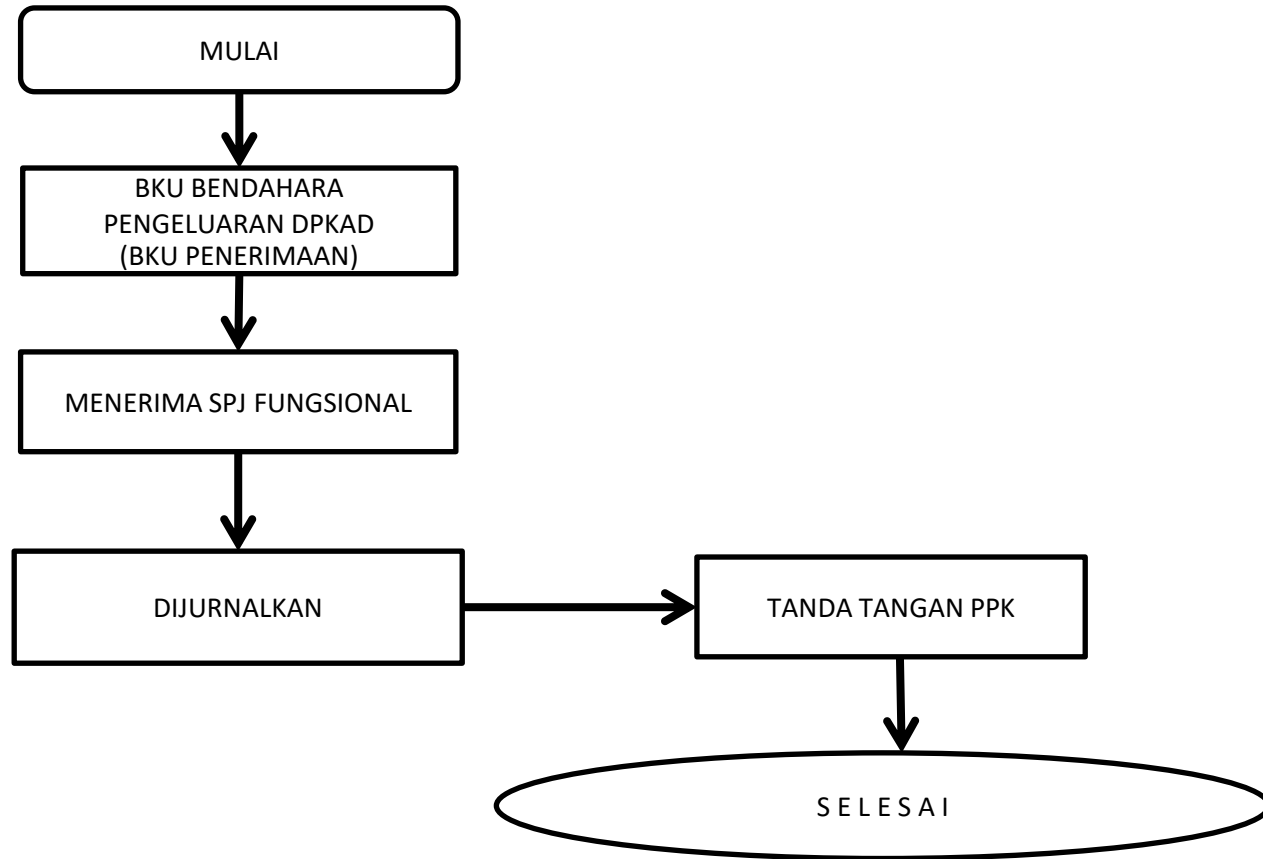 MULAI
BKU BENDAHARA
PENGELUARAN DPKAD
(BKU PENERIMAAN)
MENERIMA SPJ FUNGSIONAL
DIJURNALKAN
TANDA TANGAN PPK
S E L E S A I